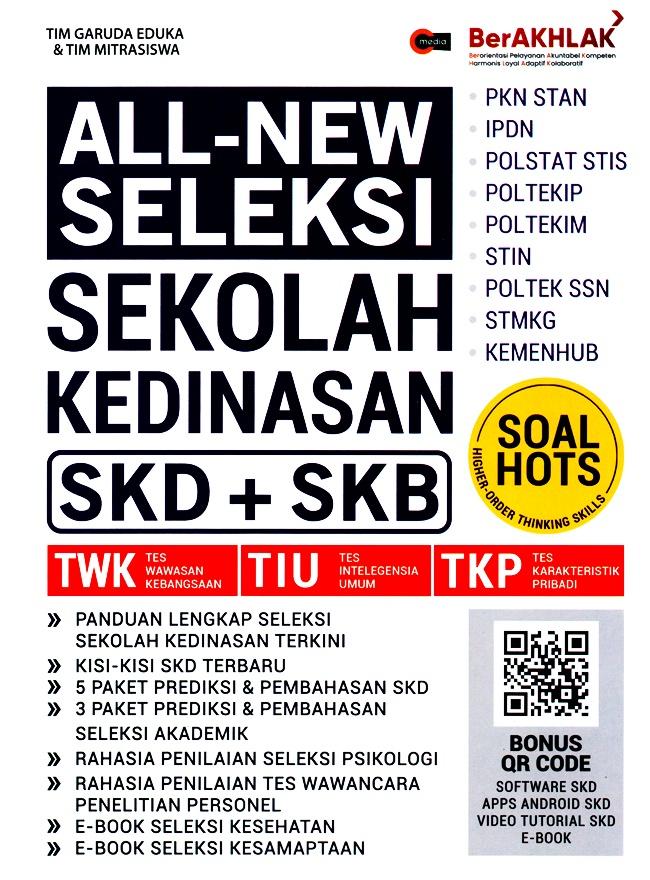 TIM GARUDA EDUKA
& TIM MITRASISWA
C media
BerAKHLAK
Berorientasi Pelayanan Akuntabel Kompeten
Harmonis Loyal Adaptif Kolaboratif
ALL-NEW
SELEKSI
SEKOLAH
KEDINASAN
SKD + SKB
PKN STAN
IPDN
POLSTAT STIS
POLTEKIP
POLTEKIM
STIN
POLTEK SSN
STMKG
KEMENHUB
SOAL
HOTS
HIGHER-ORDER THINKING SKILLS
TWK TES
WAWASAN
KEBANGSAAN
TIU TES
INTELEGENSIA
UMUM
TKP TES
KARAKTERISTIK
PRIBADI
PANDUAN LENGKAP SELEKSI
SEKOLAH KEDINASAN TERKINI
KISI-KISI SKD TERBARU
5 PAKET PREDIKSI & PEMBAHASAN SKD
3 PAKET PREDIKSI & PEMBAHASAN
SELEKSI AKADEMIK
RAHASIA PENILAIAN SELEKSI PSIKOLOGI
RAHASIA PENILAIAN TES WAWANCARA
PENELITIAN PERSONEL
E-BOOK SELEKSI KESEHATAN
E-BOOK SELEKSI KESAMAPTAAN
BONUS
QR CODE
SOFTWARE SKD
APPS ANDROID SKD
VIDEO TUTORIAL SKD
E-BOOK